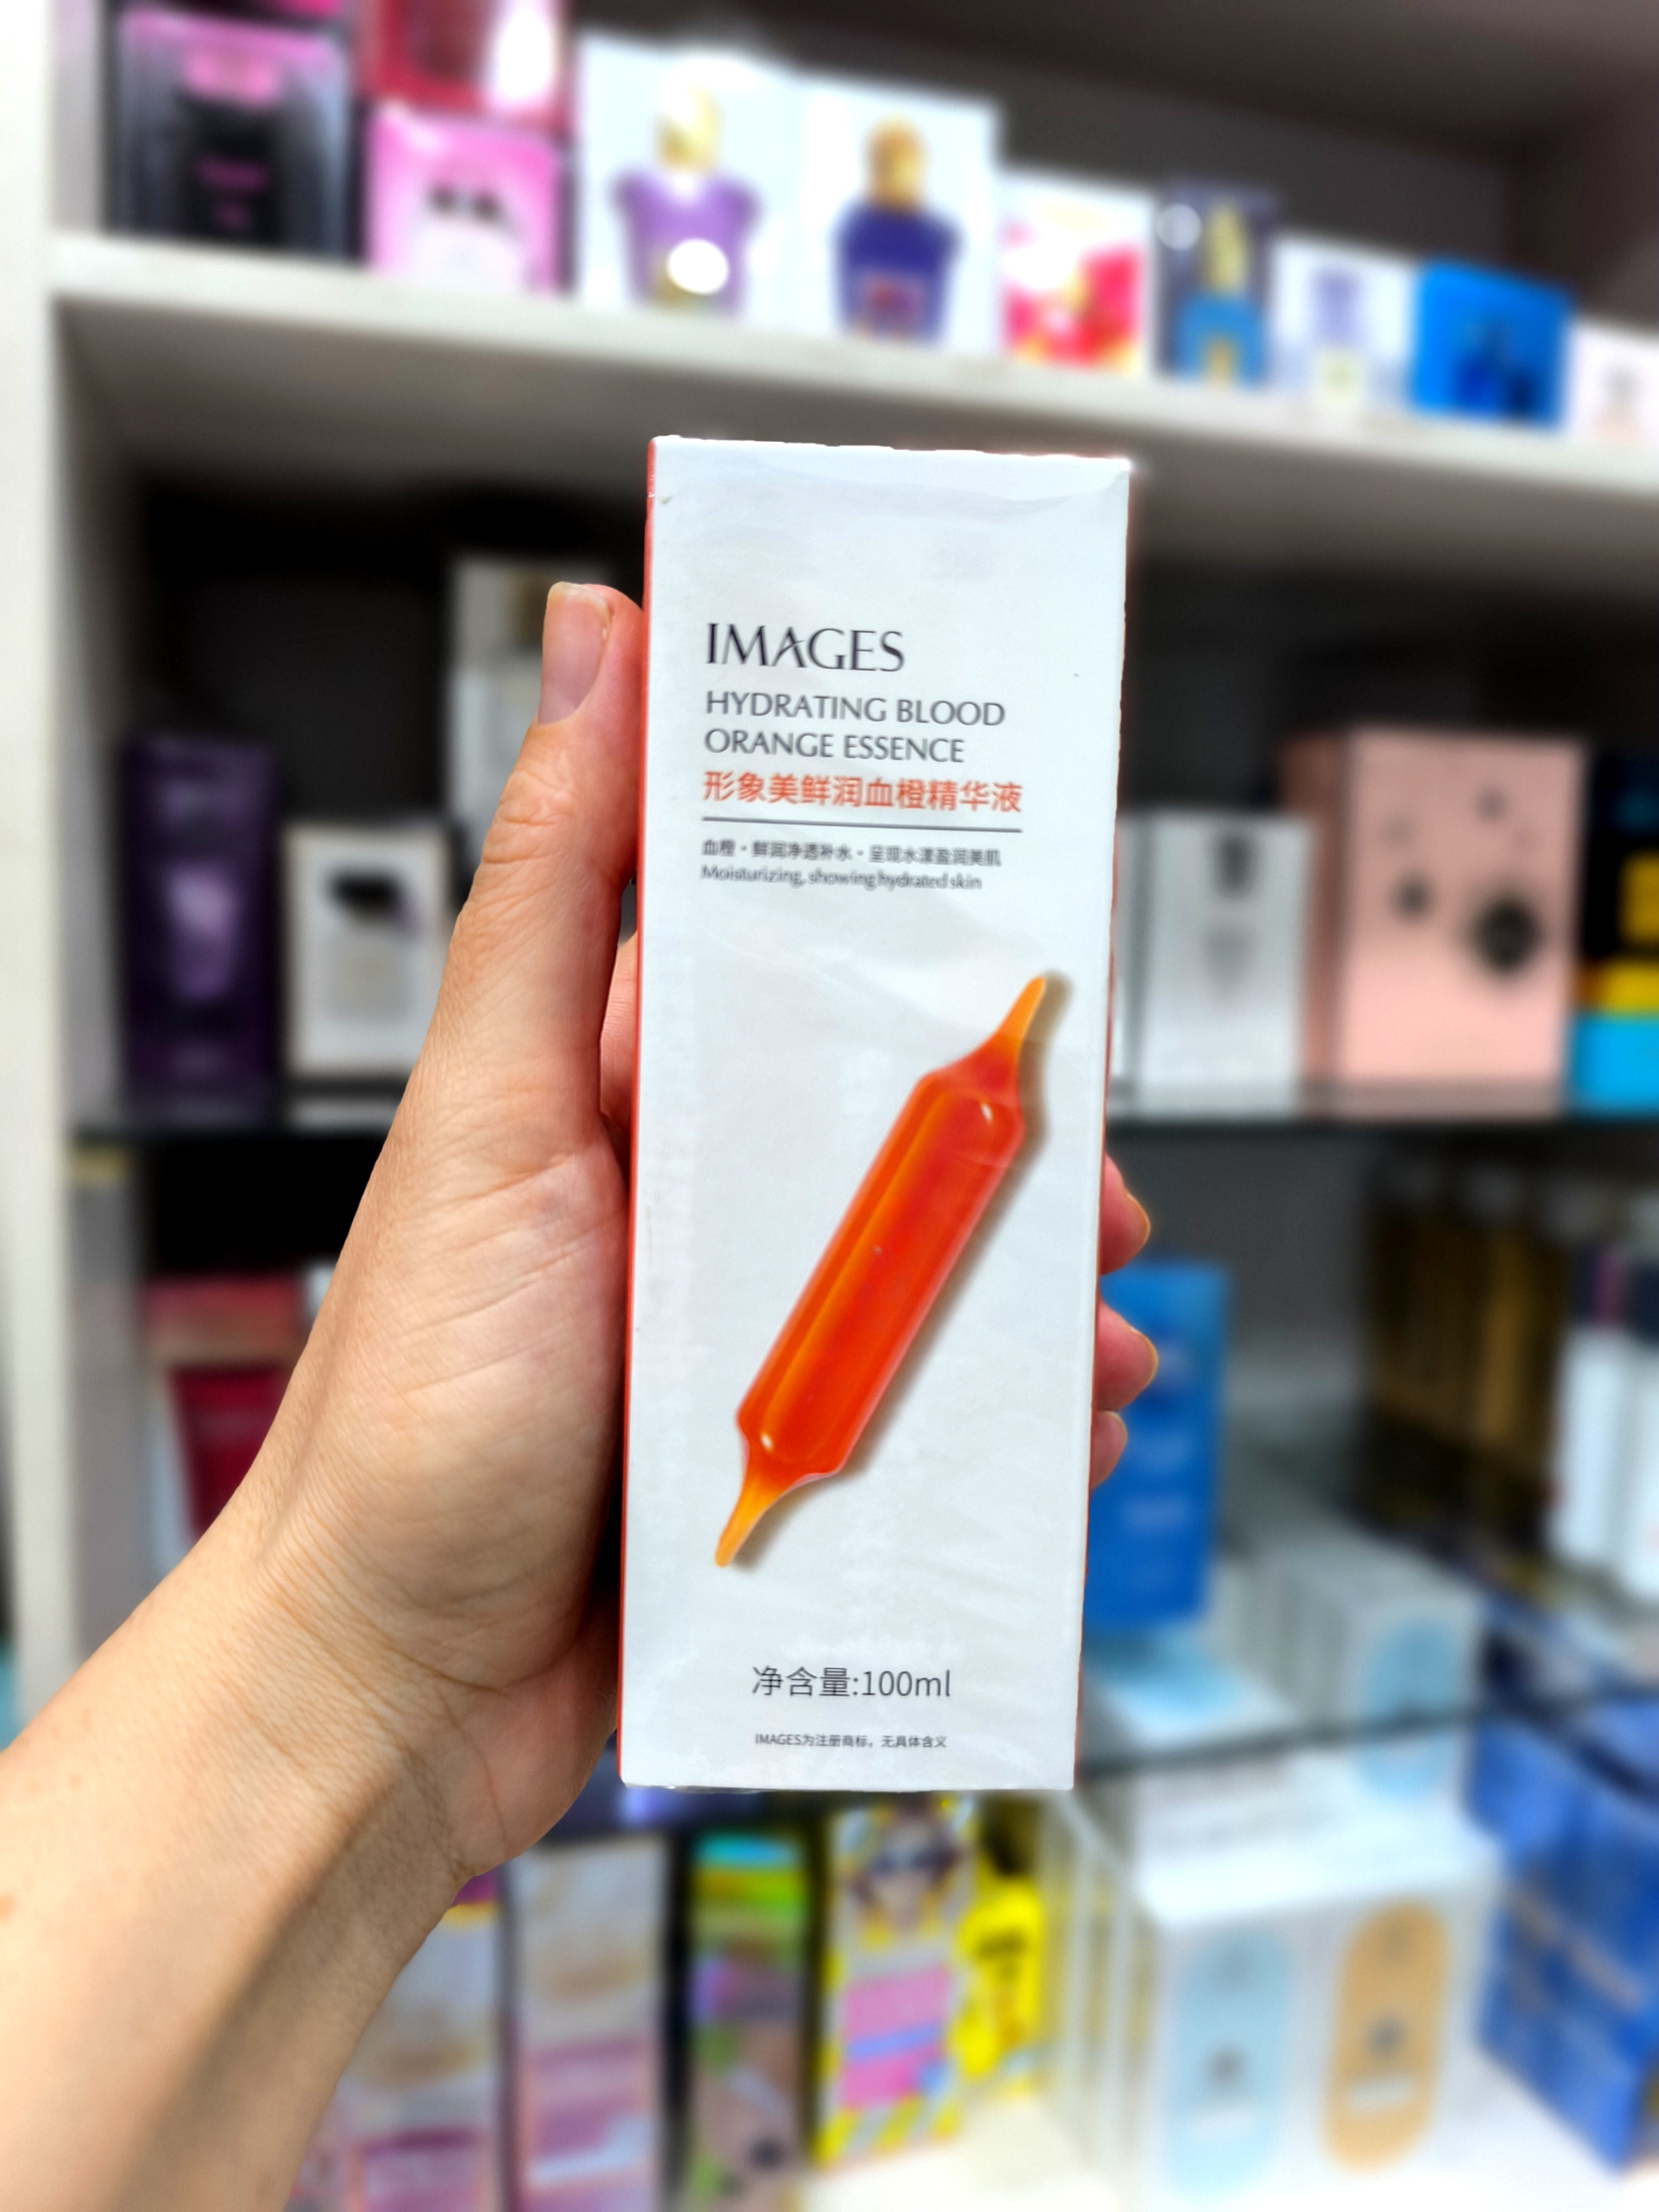 IMAGES
HYDRATING BLOOD
ORANGE ESSENCE
形象美鲜润血橙精华液
血橙·鲜润净透补水·呈现水漾盈润美肌
Moisturizing, showing hydrated skin
净含量:100ml
IMAGES为注册商标，无具体含义